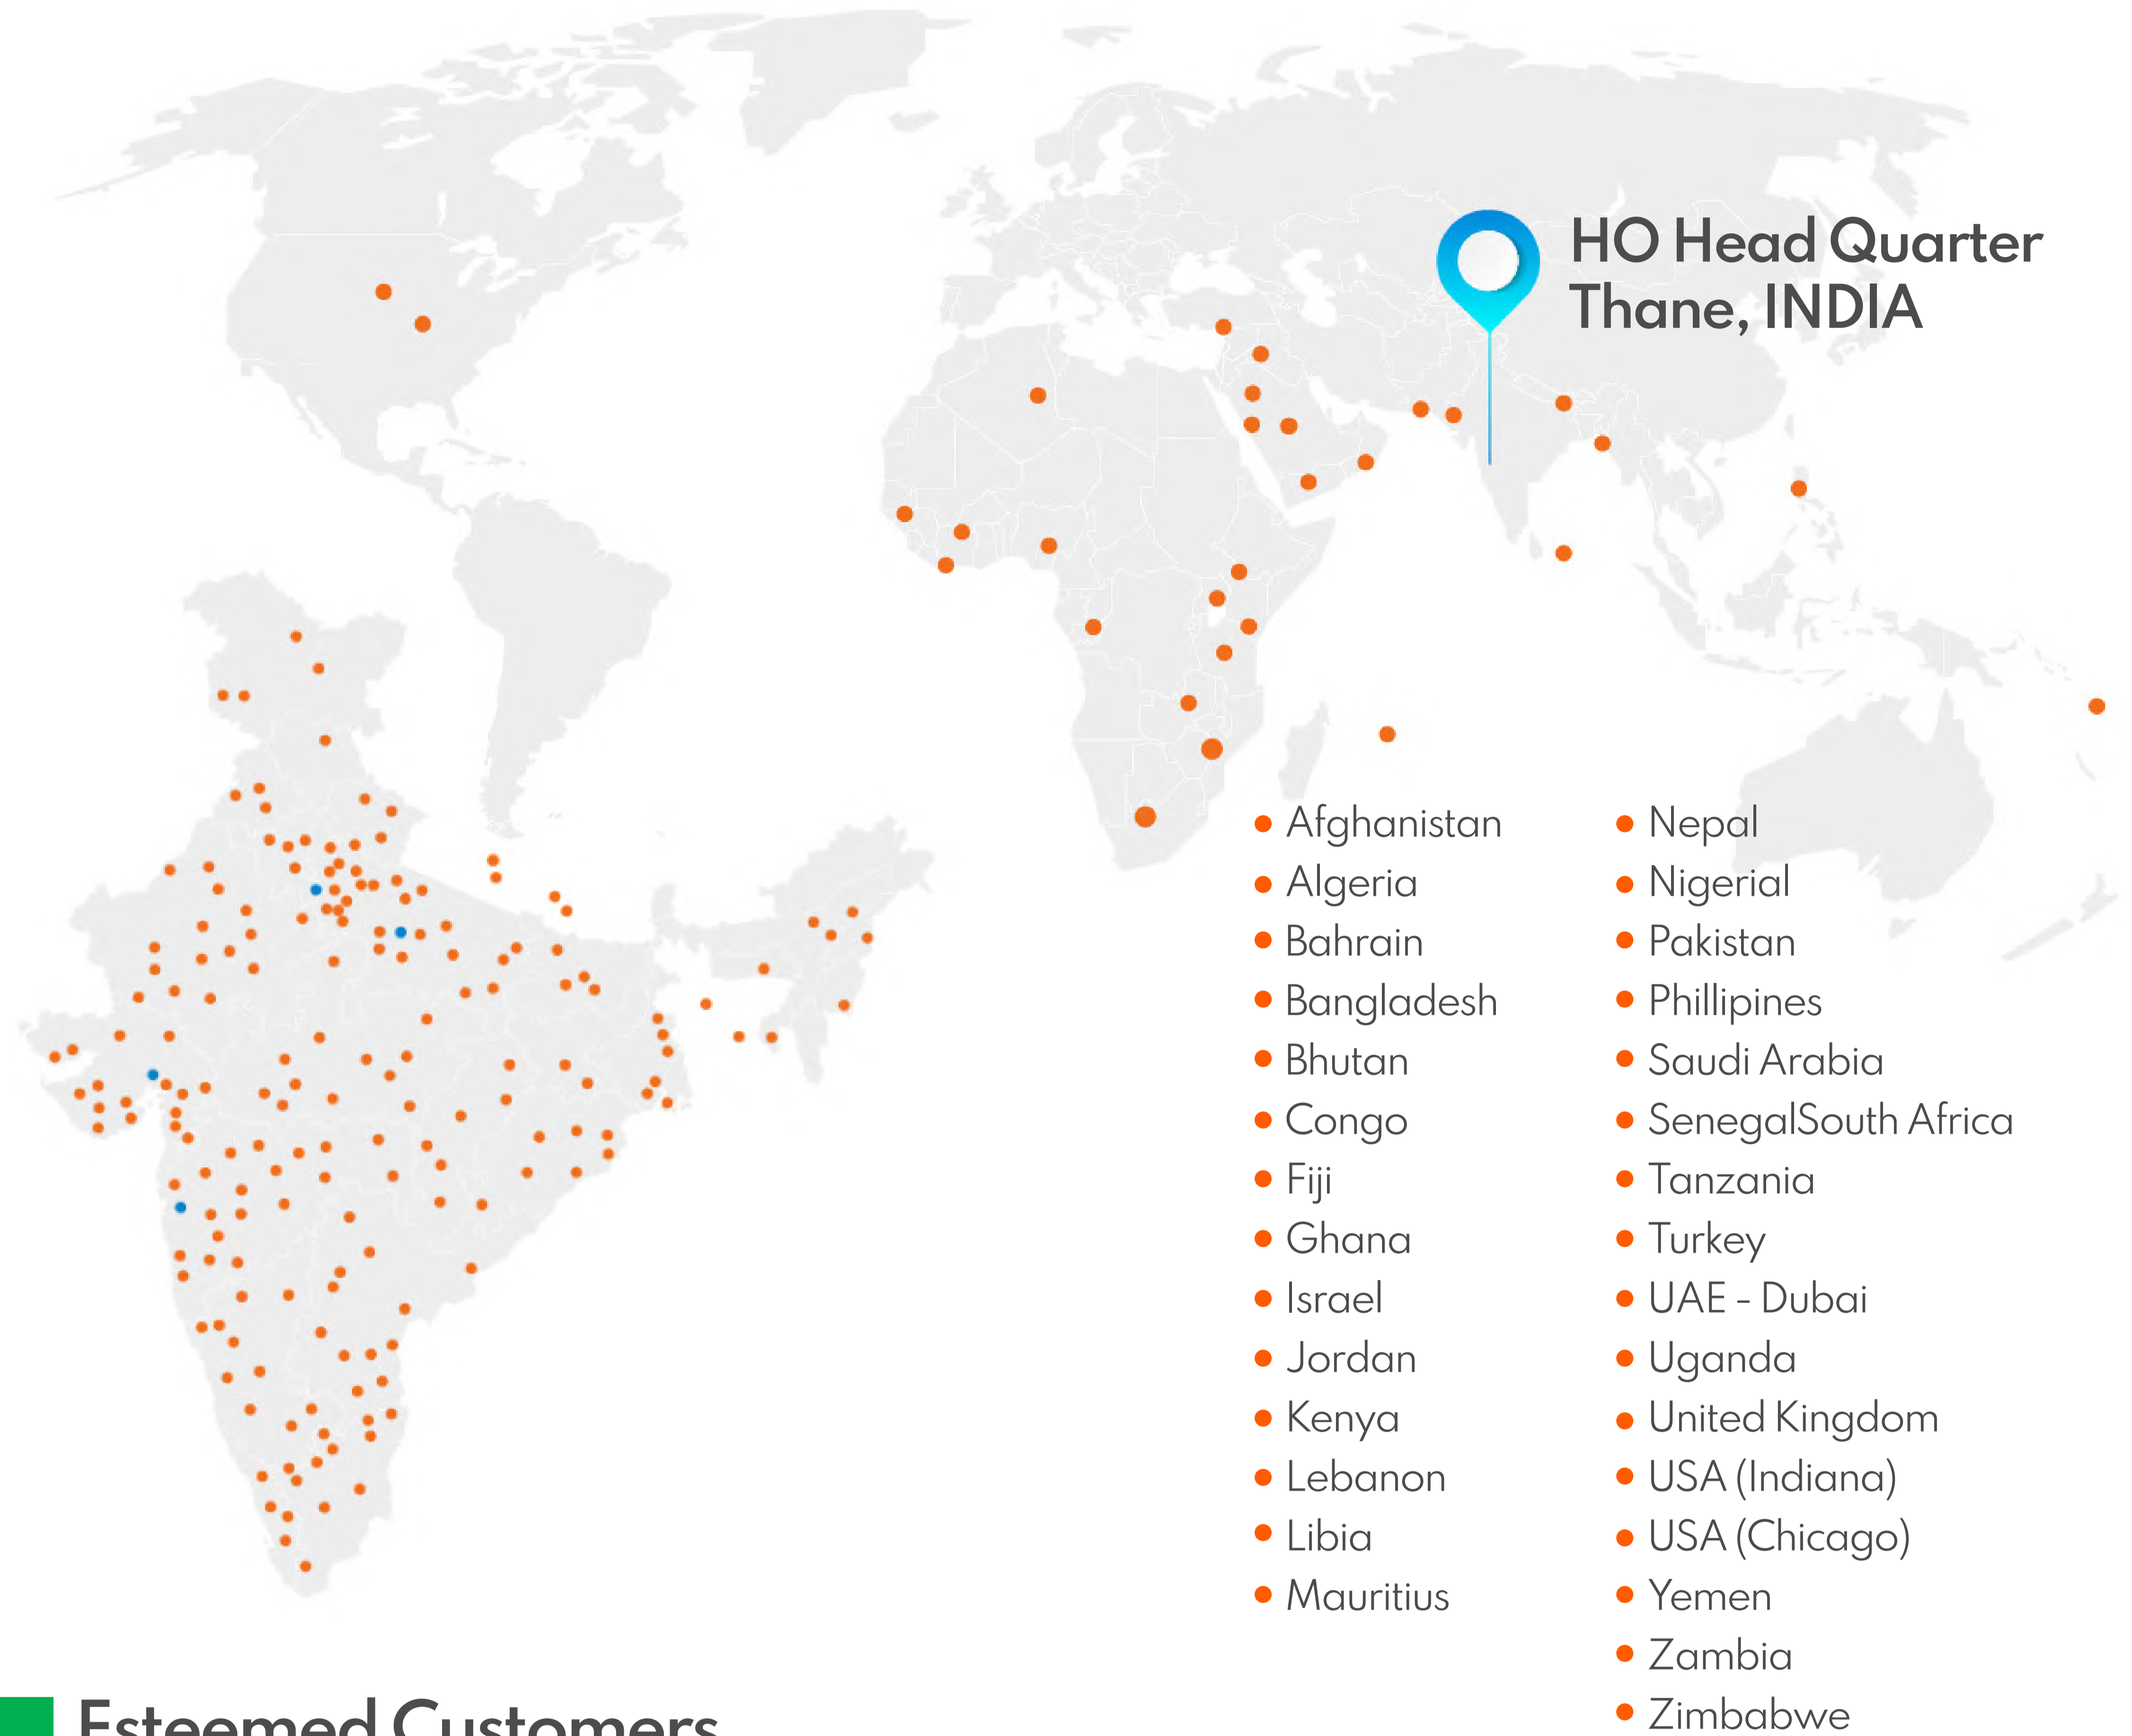 HO Head Quarter
Thane, INDIA
Afghanistan
Algeria
Bahrain
Bangladesh
Bhutan
Congo
Fiji
Ghana
Israel
Jordan
Kenya
Lebanon
Libia
Mauritius
Nepal
Nigerial
Pakistan
Phillipines
Saudi Arabia
SenegalSouth Africa
Tanzania
Turkey
UAE - Dubai
Uganda
United Kingdom
USA (Indiana)
USA (Chicago)
Yemen
Zambia
Zimbabwe
Esteemed Customers